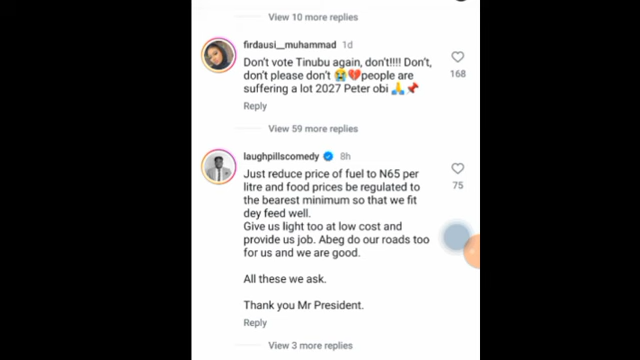 View 10 more replies
firdausi__muhammad 1d
Don't vote Tinubu again, don't!!!! Don't,
don't please don't 😭💔people are
suffering a lot 2027 Peter obi 🙏📌
168
Reply
View 59 more replies
laughpillscomedy 8h
Just reduce price of fuel to N65 per
litre and food prices be regulated to
the bearest minimum so that we fit
dey feed well.
Give us light too at low cost and
provide us job. Abeg do our roads too
for us and we are good.
75
All these we ask.
Thank you Mr President.
Reply
View 3 more replies